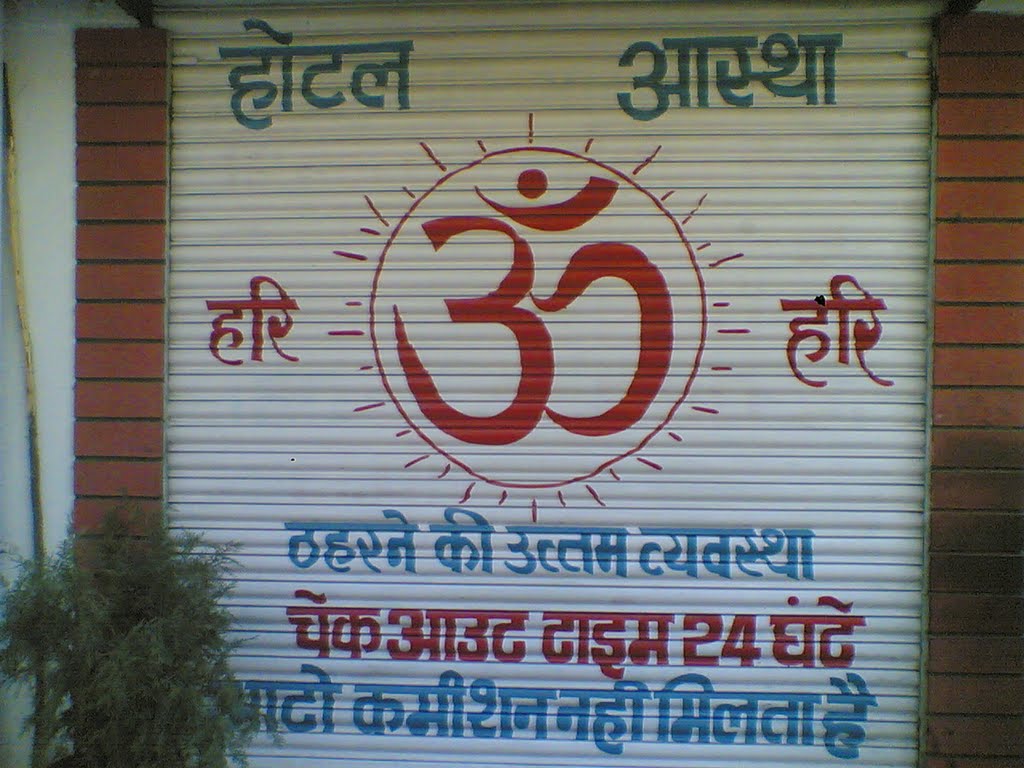 होटल आस्था
ॐ
हरि हरि
ठहरने की उत्तम व्यवस्था
चेक आउट टाइम 24 घंटे
कमीशन नही मिलता है